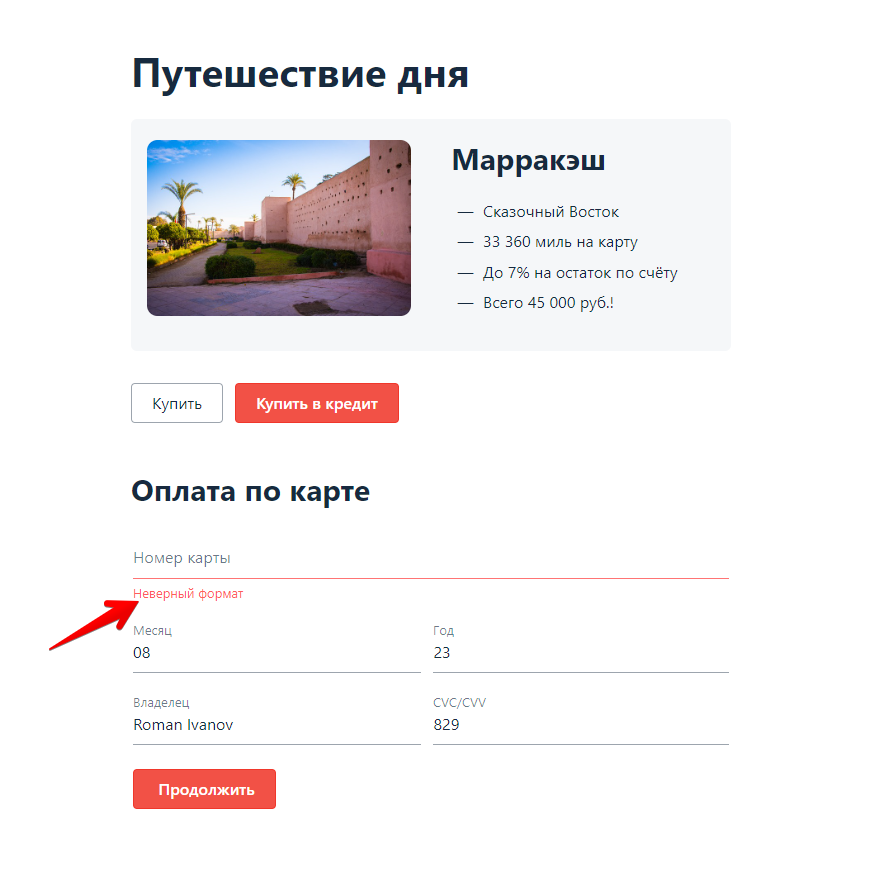 Путешествие дня
Марракэш
— Сказочный Восток
— 33 360 миль на карту
— До 7% на остаток по счёту
— Всего 45 000 руб.!
Купить
Купить в кредит
Оплата по карте
Номер карты
Неверный формат
Месяц
Год
08
23
Владелец
CVC/CVV
Roman Ivanov
829
Продолжить